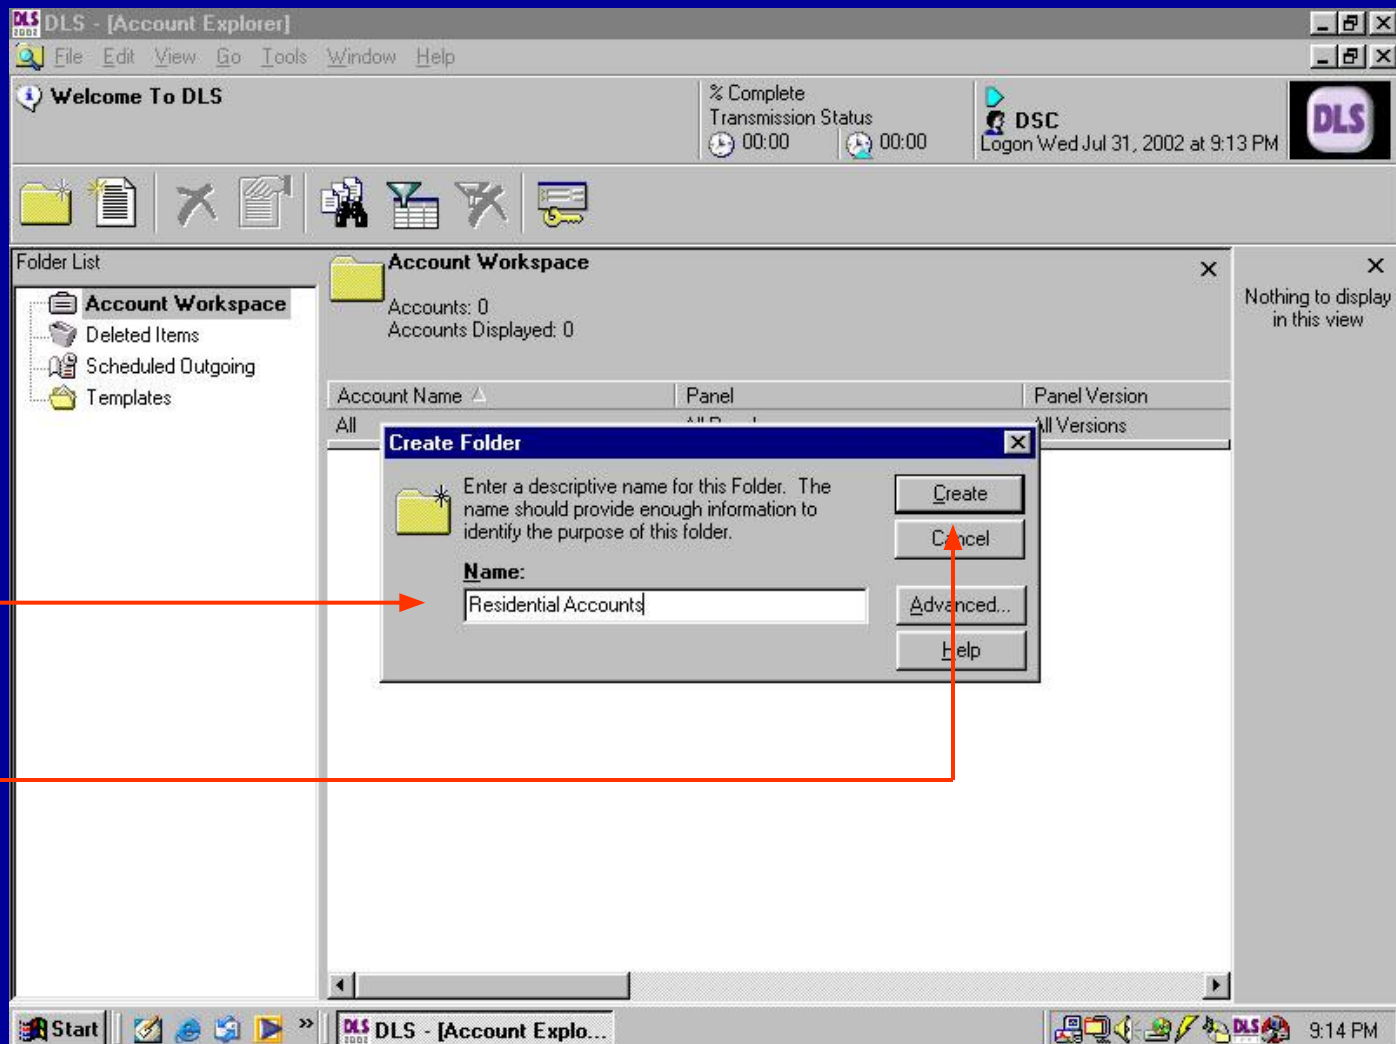 DLS 2002 DLS - [Account Explorer]
File Edit View Go Tools Window Help
Welcome To DLS
% Complete
Transmission Status
00:00 00:00
DSC
Logon Wed Jul 31, 2002 at 9:13 PM
DLS
Folder List
Account Workspace
Deleted Items
Scheduled Outgoing
Templates
Account Workspace
Accounts: 0
Accounts Displayed: 0
Nothing to display
in this view
Account Name Panel Panel Version
All All Versions
Create Folder
Enter a descriptive name for this Folder. The
name should provide enough information to
identify the purpose of this folder.
Name:
Residential Accounts
Create
Cancel
Advanced...
Help
Start
DLS 2002 DLS - [Account Explo...
DLS
9:14 PM